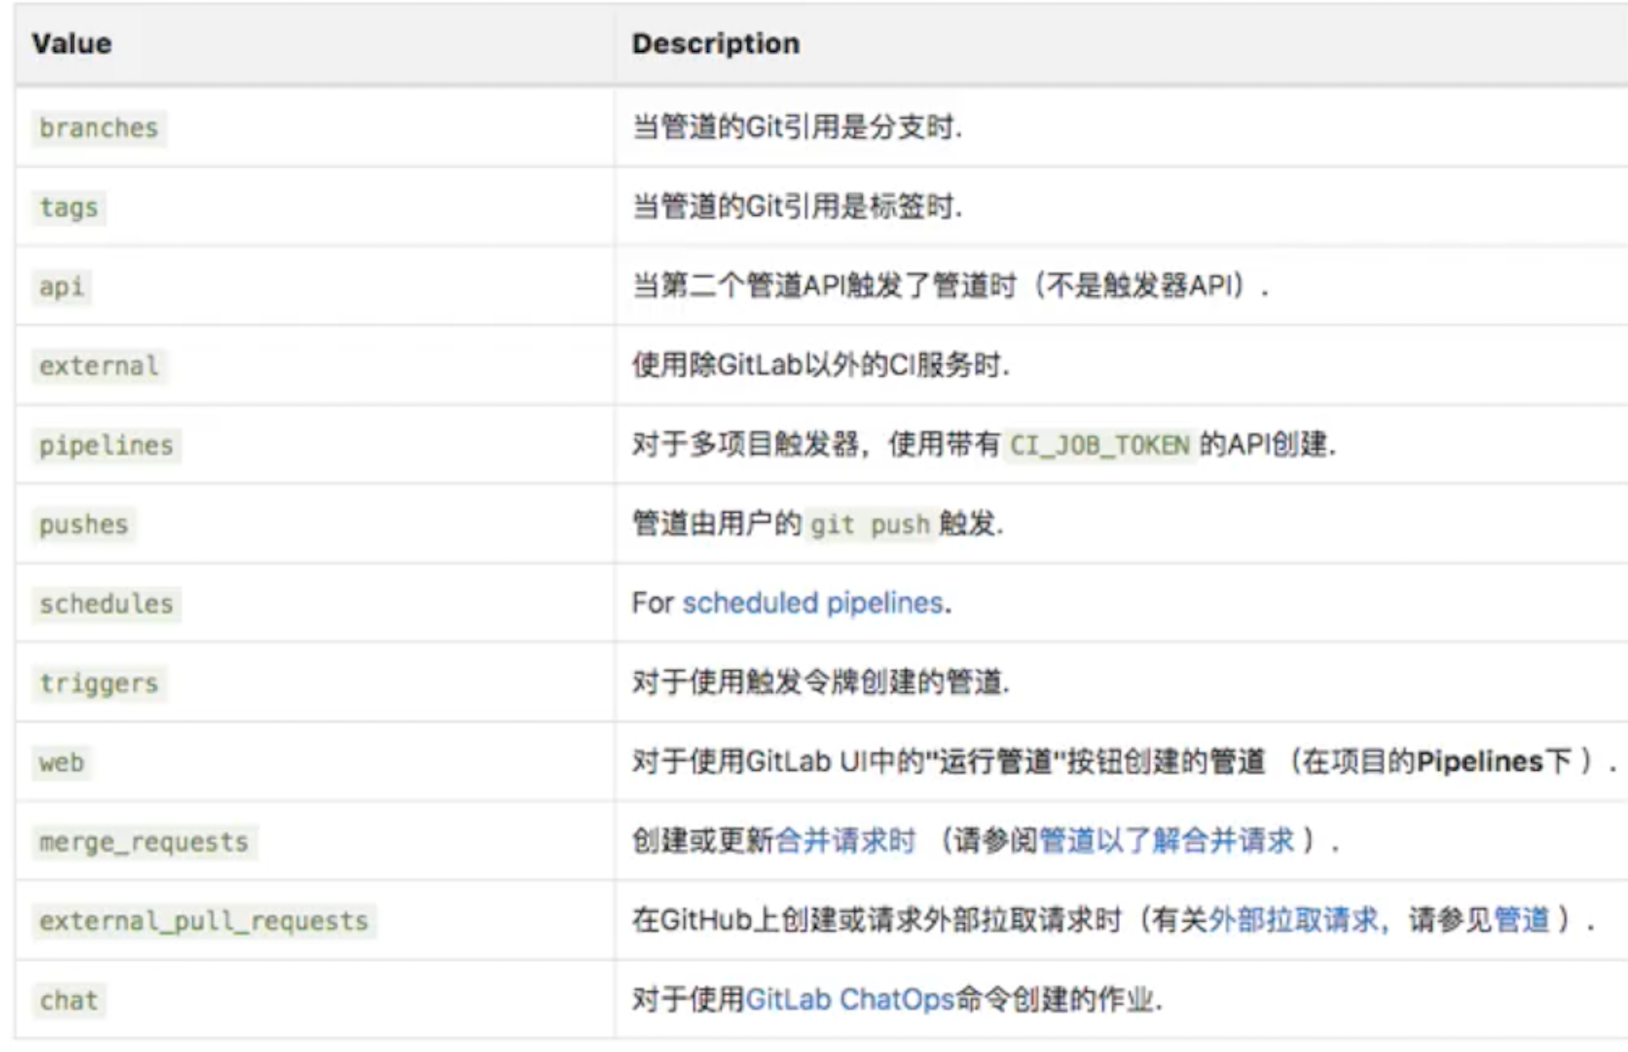 Value Description
branches 当管道的Git引用是分支时.
tags 当管道的Git引用是标签时.
api 当第二个管道API触发了管道时（不是触发器API）.
external 使用除GitLab以外的CI服务时.
pipelines 对于多项目触发器，使用带有 CI_JOB_TOKEN 的API创建.
pushes 管道由用户的 git push 触发.
schedules For scheduled pipelines.
triggers 对于使用触发令牌创建的管道.
web 对于使用GitLab UI中的"运行管道"按钮创建的管道 （在项目的Pipelines下 ）.
merge_requests 创建或更新合并请求时 （请参阅管道以了解合并请求 ）.
external_pull_requests 在GitHub上创建或请求外部拉取请求时（有关外部拉取请求，请参见管道 ）.
chat 对于使用GitLab ChatOps命令创建的作业.